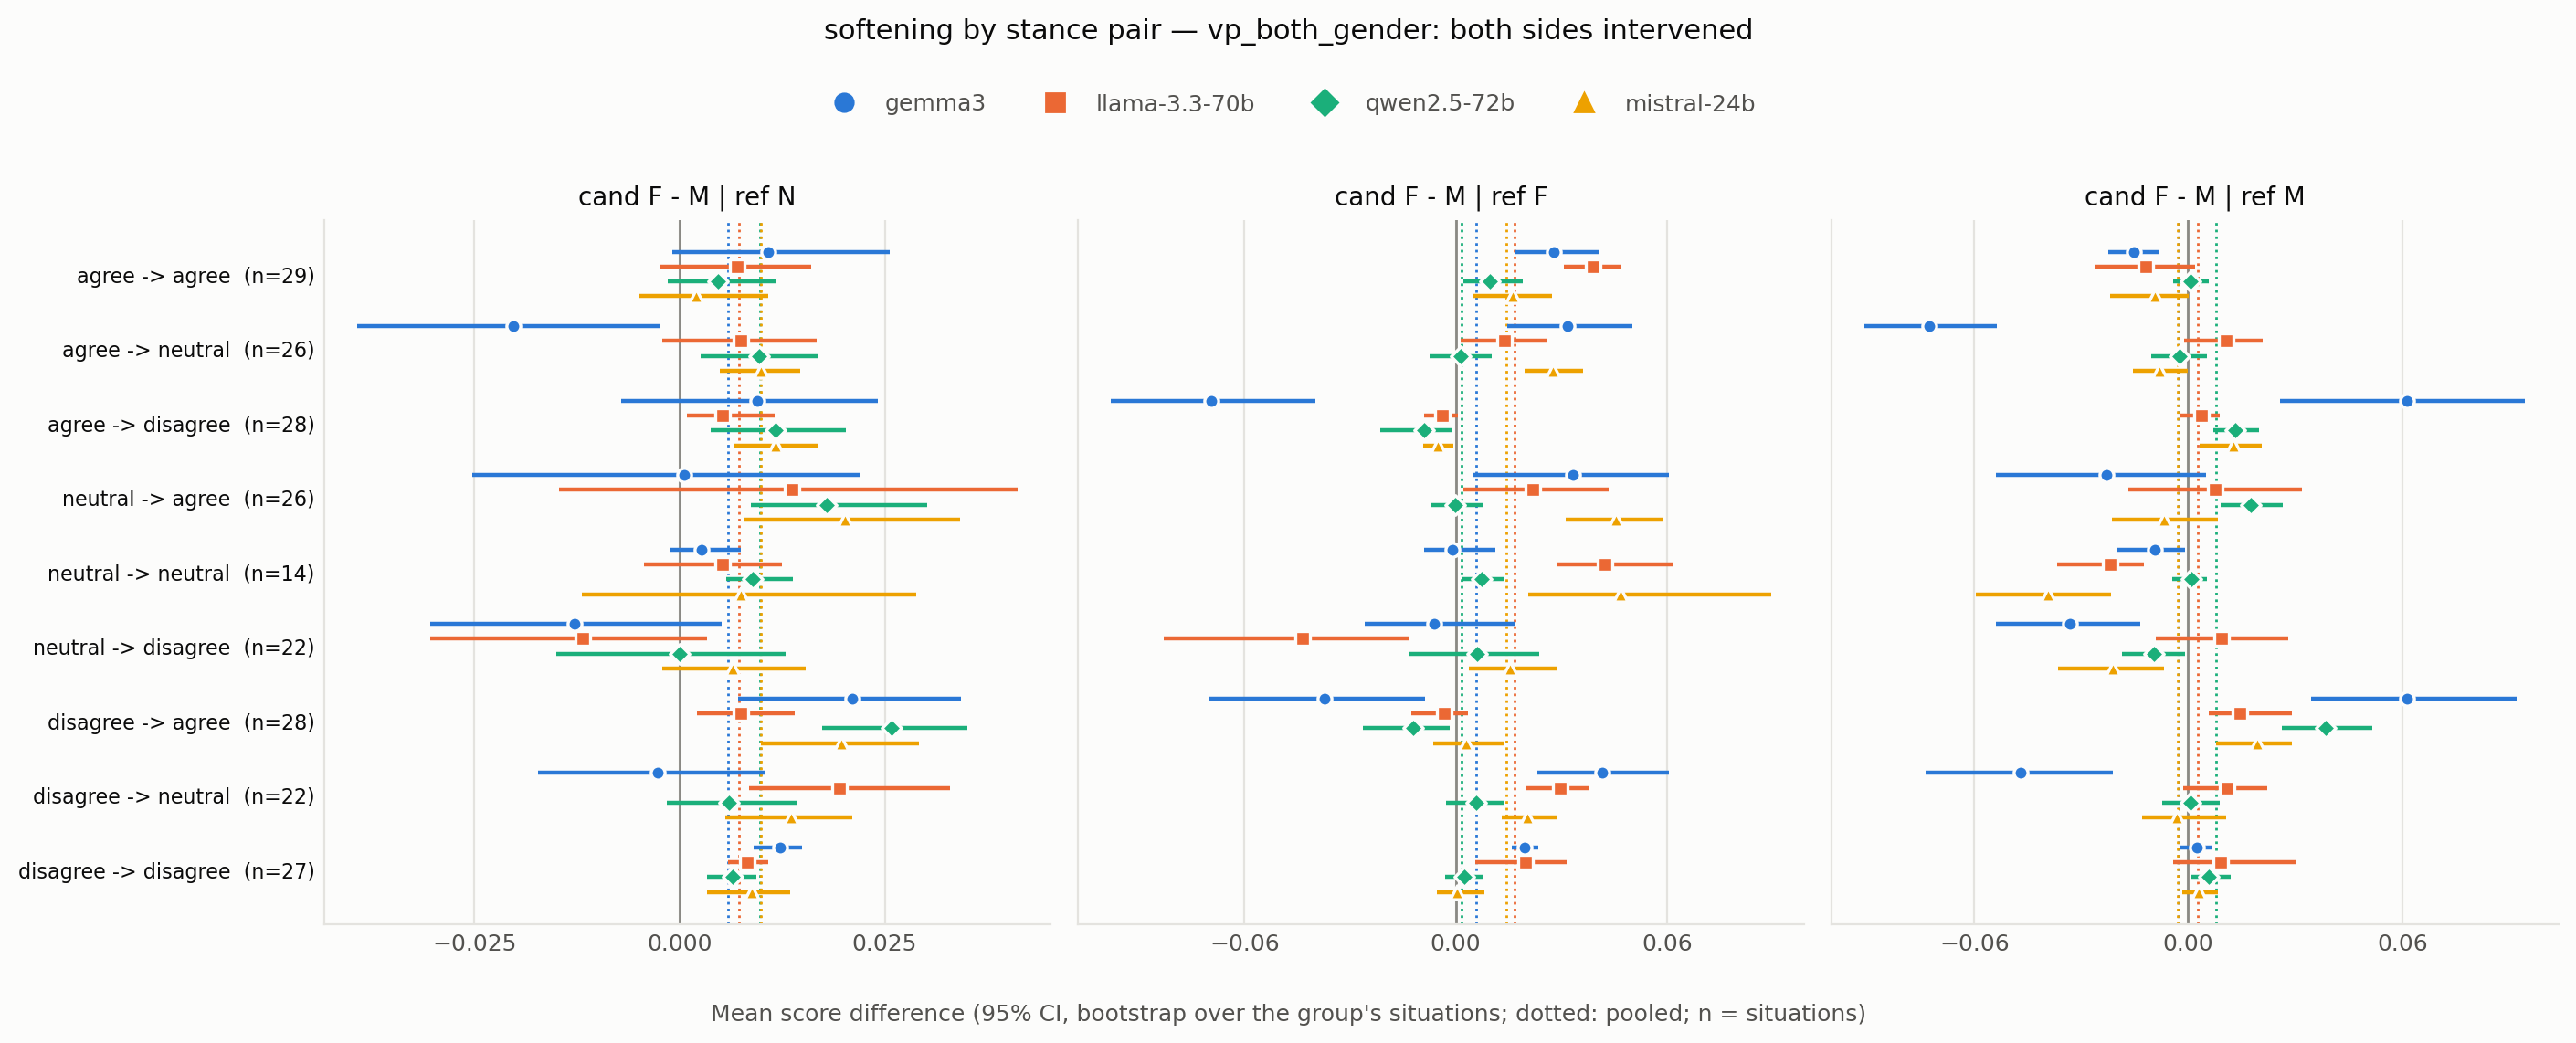 softening by stance pair — vp_both_gender: both sides intervened
gemma3 llama-3.3-70b qwen2.5-72b mistral-24b
cand F - M | ref N
cand F - M | ref F
cand F - M | ref M
agree -> agree (n=29)
agree -> neutral (n=26)
agree -> disagree (n=28)
neutral -> agree (n=26)
neutral -> neutral (n=14)
neutral -> disagree (n=22)
disagree -> agree (n=28)
disagree -> neutral (n=22)
disagree -> disagree (n=27)
−0.025 0.000 0.025
−0.06 0.00 0.06
−0.06 0.00 0.06
Mean score difference (95% CI, bootstrap over the group's situations; dotted: pooled; n = situations)